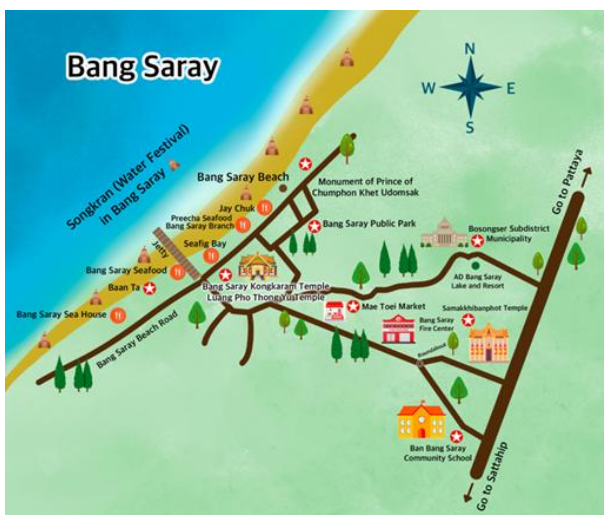 Bang Saray
N
W
E
S
Songkran (Water Festival)
in Bang Saray
Go to Pattaya
Bang Saray Beach
Monument of Prince of
Chumphon Khet Udomsak
Jay Chuk
Preecha Seafood
Bang Saray Branch
Bang Saray Public Park
Bosongser Subdistrict
Municipality
Jetty
Seafig Bay
AD Bang Saray
Lake and Resort
Bang Saray Seafood
Baan Ta
Bang Saray Kongkaram Temple
Luang Pho Thong Yu Temple
Mae Toei Market
Samakkhibanphot Temple
Bang Saray
Fire Center
Bang Saray Sea House
Bang Saray Beach Road
Roundabout
Ban Bang Saray
Community School
Go to Sattahip